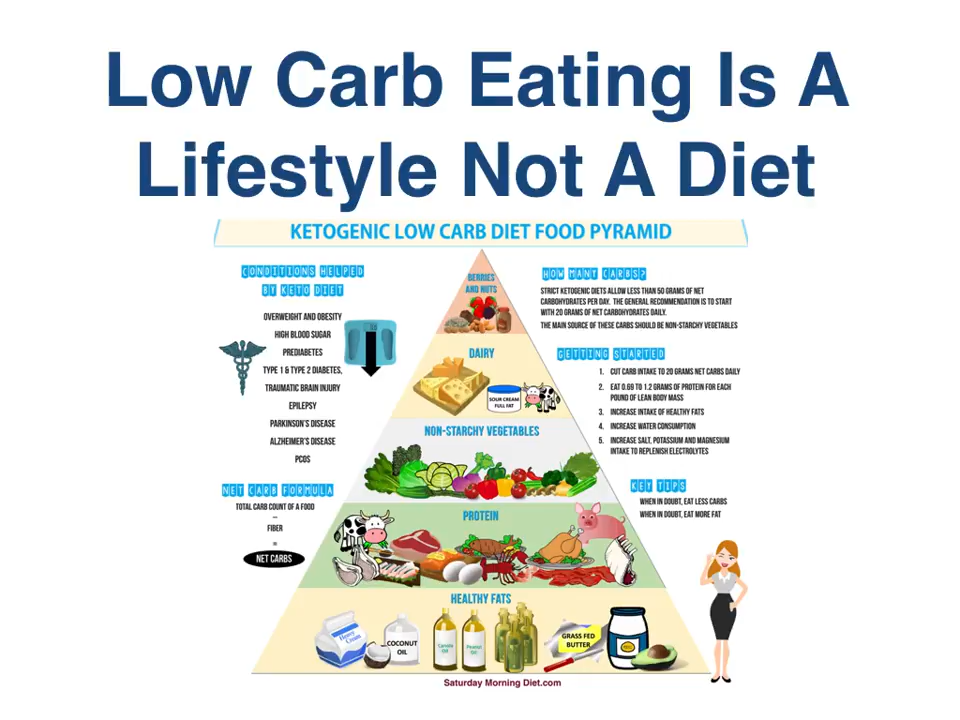 Low Carb Eating Is A
Lifestyle Not A Diet
KETOGENIC LOW CARB DIET FOOD PYRAMID
CONDITIONS HELPED
BY KETO DIET
OVERWEIGHT AND OBESITY
HIGH BLOOD SUGAR
PREDIABETES
TYPE 1 & TYPE 2 DIABETES,
TRAUMATIC BRAIN INJURY
EPILEPSY
PARKINSON'S DISEASE
ALZHEIMER'S DISEASE
PCOS
NET CARB FORMULA
TOTAL CARB COUNT OF A FOOD
–
FIBER
=
NET CARBS
BERRIES
AND NUTS
DAIRY
SOUR CREAM
FULL FAT
NON-STARCHY VEGETABLES
PROTEIN
HEALTHY FATS
Heavy
Cream
COCONUT
OIL
Canola
Oil
Peanut
Oil
GRASS FED
BUTTER
HOW MANY CARBS?
STRICT KETOGENIC DIETS ALLOW LESS THAN 50 GRAMS OF NET
CARBOHYDRATES PER DAY. THE GENERAL RECOMMENDATION IS TO START
WITH 20 GRAMS OF NET CARBOHYDRATES DAILY.
THE MAIN SOURCE OF THESE CARBS SHOULD BE NON-STARCHY VEGETABLES
GETTING STARTED
1. CUT CARB INTAKE TO 20 GRAMS NET CARBS DAILY
2. EAT 0.69 TO 1.2 GRAMS OF PROTEIN FOR EACH
POUND OF LEAN BODY MASS
3. INCREASE INTAKE OF HEALTHY FATS
4. INCREASE WATER CONSUMPTION
5. INCREASE SALT, POTASSIUM AND MAGNESIUM
INTAKE TO REPLENISH ELECTROLYTES
KEY TIPS
WHEN IN DOUBT, EAT LESS CARBS
WHEN IN DOUBT, EAT MORE FAT
Saturday Morning Diet.com